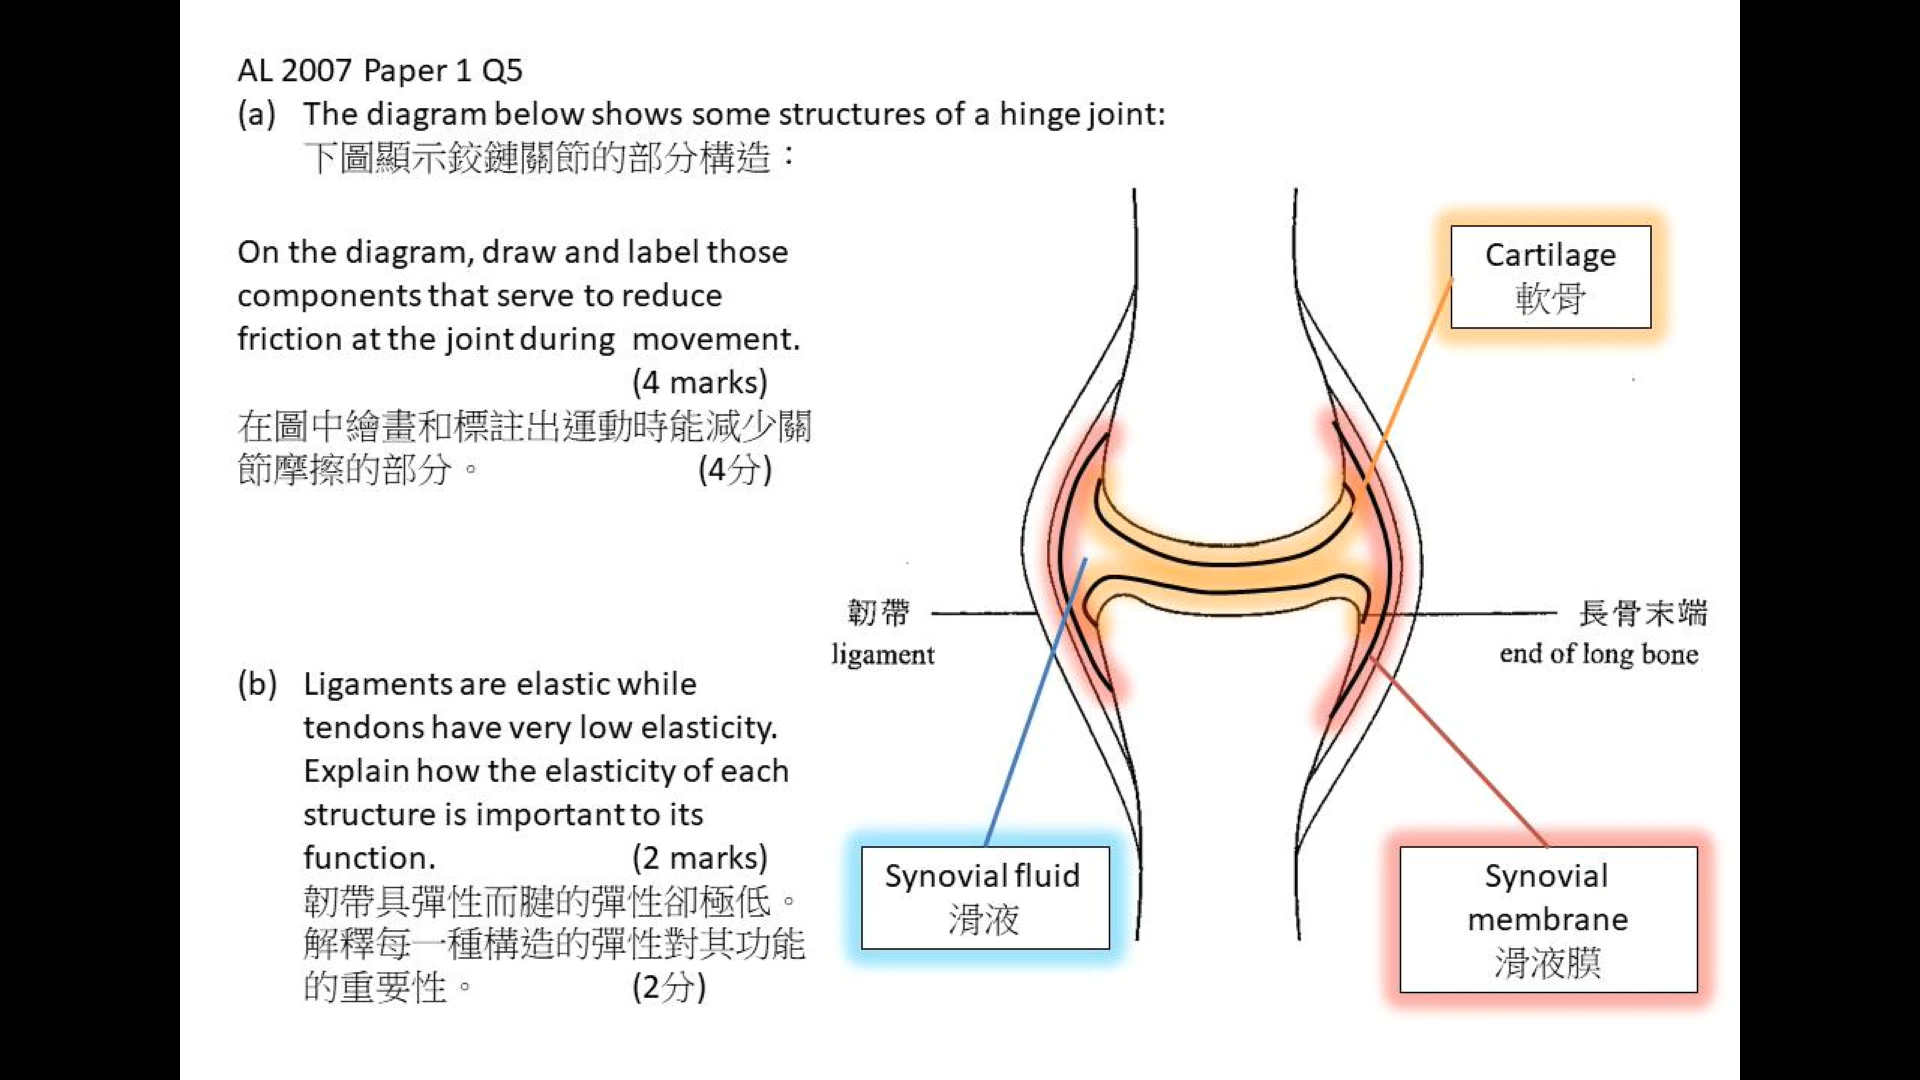 AL 2007 Paper 1 Q5
(a) The diagram below shows some structures of a hinge joint:
下圖顯示鉸鏈關節的部分構造：
On the diagram, draw and label those
components that serve to reduce
friction at the joint during movement.
(4 marks)
在圖中繪畫和標註出運動時能減少關
節摩擦的部分。 (4分)
(b) Ligaments are elastic while
tendons have very low elasticity.
Explain how the elasticity of each
structure is important to its
function. (2 marks)
韌帶具彈性而腱的彈性卻極低。
解釋每一種構造的彈性對其功能
的重要性。 (2分)
Cartilage
軟骨
韌帶
ligament
長骨末端
end of long bone
Synovial fluid
滑液
Synovial
membrane
滑液膜